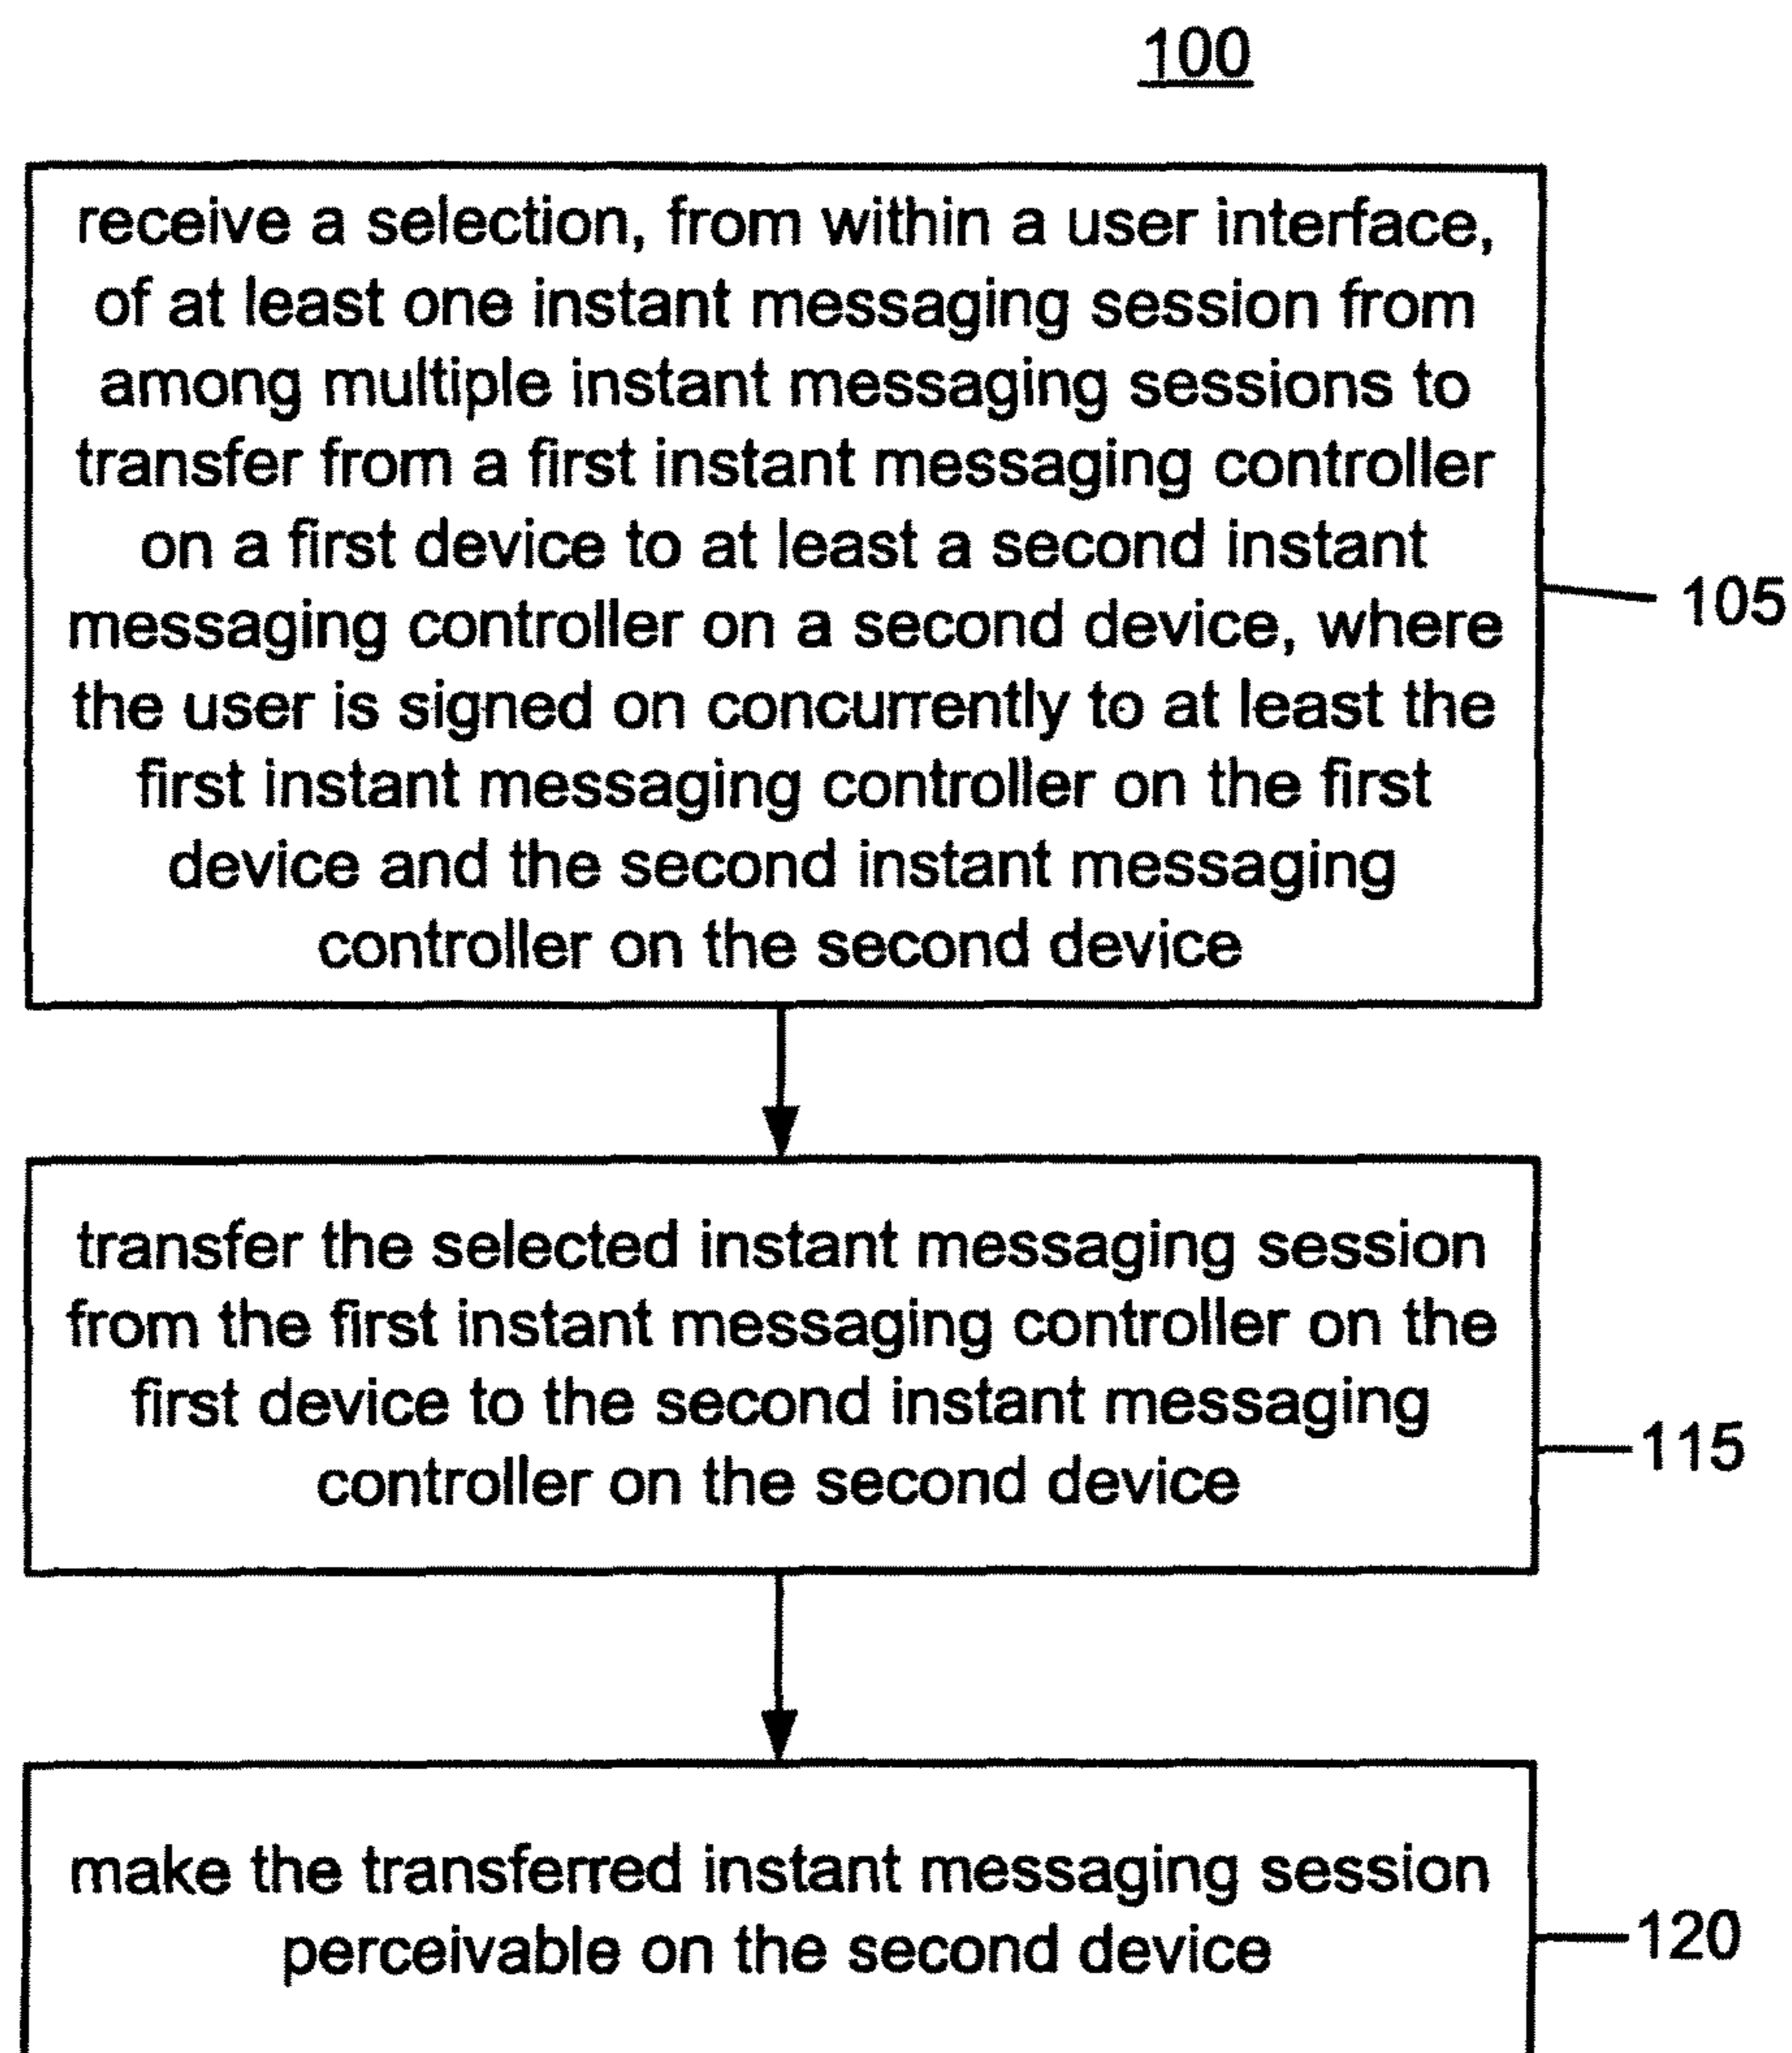 100
receive a selection, from within a user interface,
of at least one instant messaging session from
among multiple instant messaging sessions to
transfer from a first instant messaging controller
on a first device to at least a second instant
messaging controller on a second device, where
the user is signed on concurrently to at least the
first instant messaging controller on the first
device and the second instant messaging
controller on the second device
105
transfer the selected instant messaging session
from the first instant messaging controller on the
first device to the second instant messaging
controller on the second device
115
make the transferred instant messaging session
perceivable on the second device
120